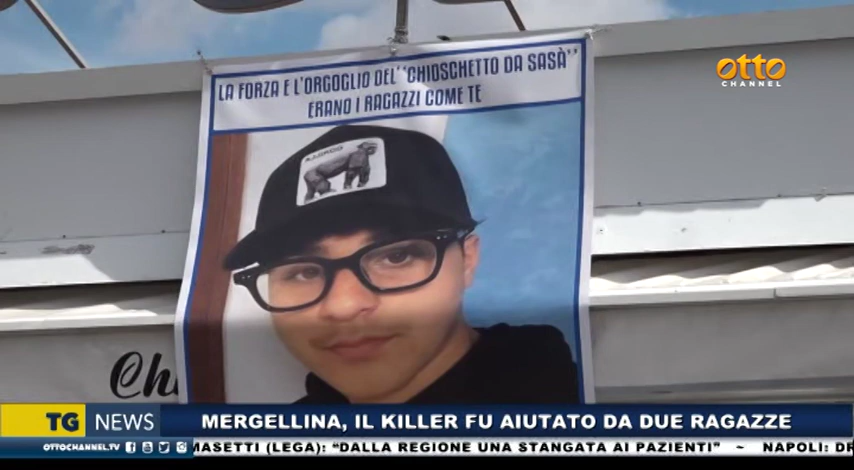 LA FORZA E L'ORGOGLIO DEL' "CHIOSCHETTO DA SASÀ"
ERANO I RAGAZZI COME TE
otto
CHANNEL
Ch
TG NEWS
MERGELLINA, IL KILLER FU AIUTATO DA DUE RAGAZZE
OTTOCHANNEL.TV
MASETTI (LEGA): “DALLA REGIONE UNA STANGATA AI PAZIENTI” ~ NAPOLI: DR